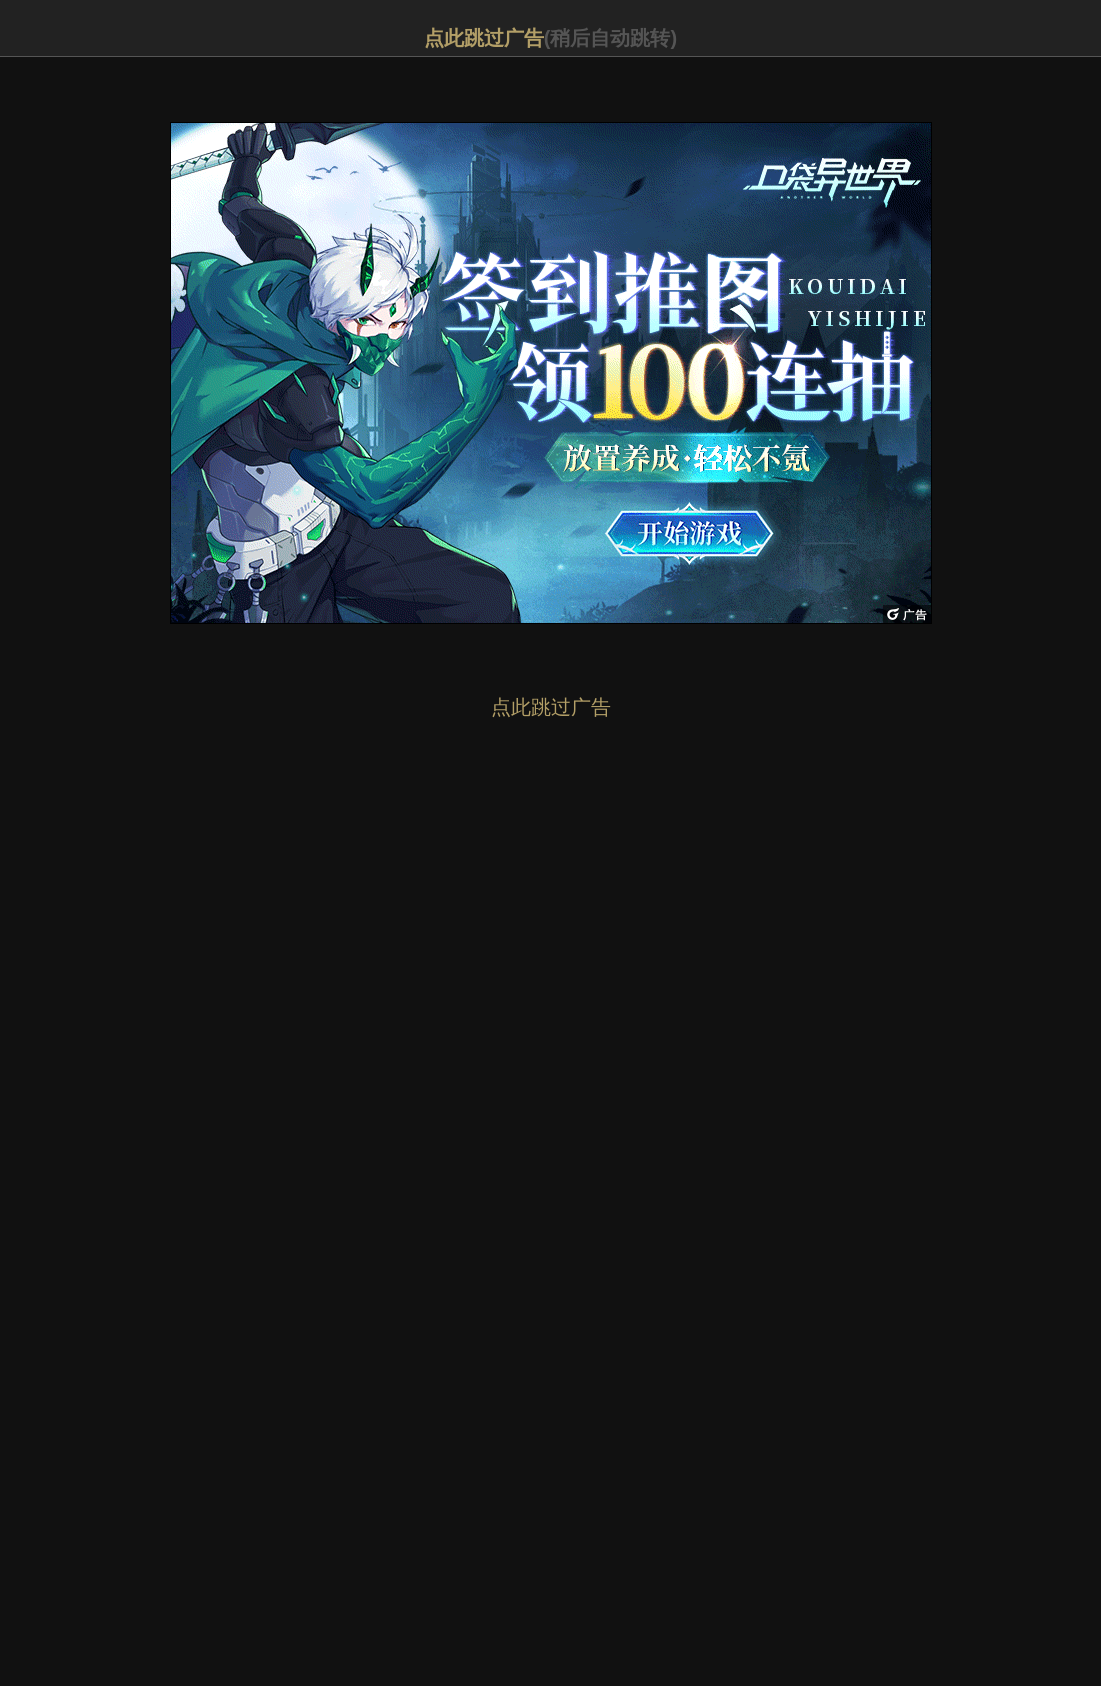 点此跳过广告(稍后自动跳转)
口袋异世界
ANOTHER WORLD
签到推图
KOUIDAI
YISHIJIE
领100连抽
放置养成·轻松不氪
开始游戏
广告
点此跳过广告